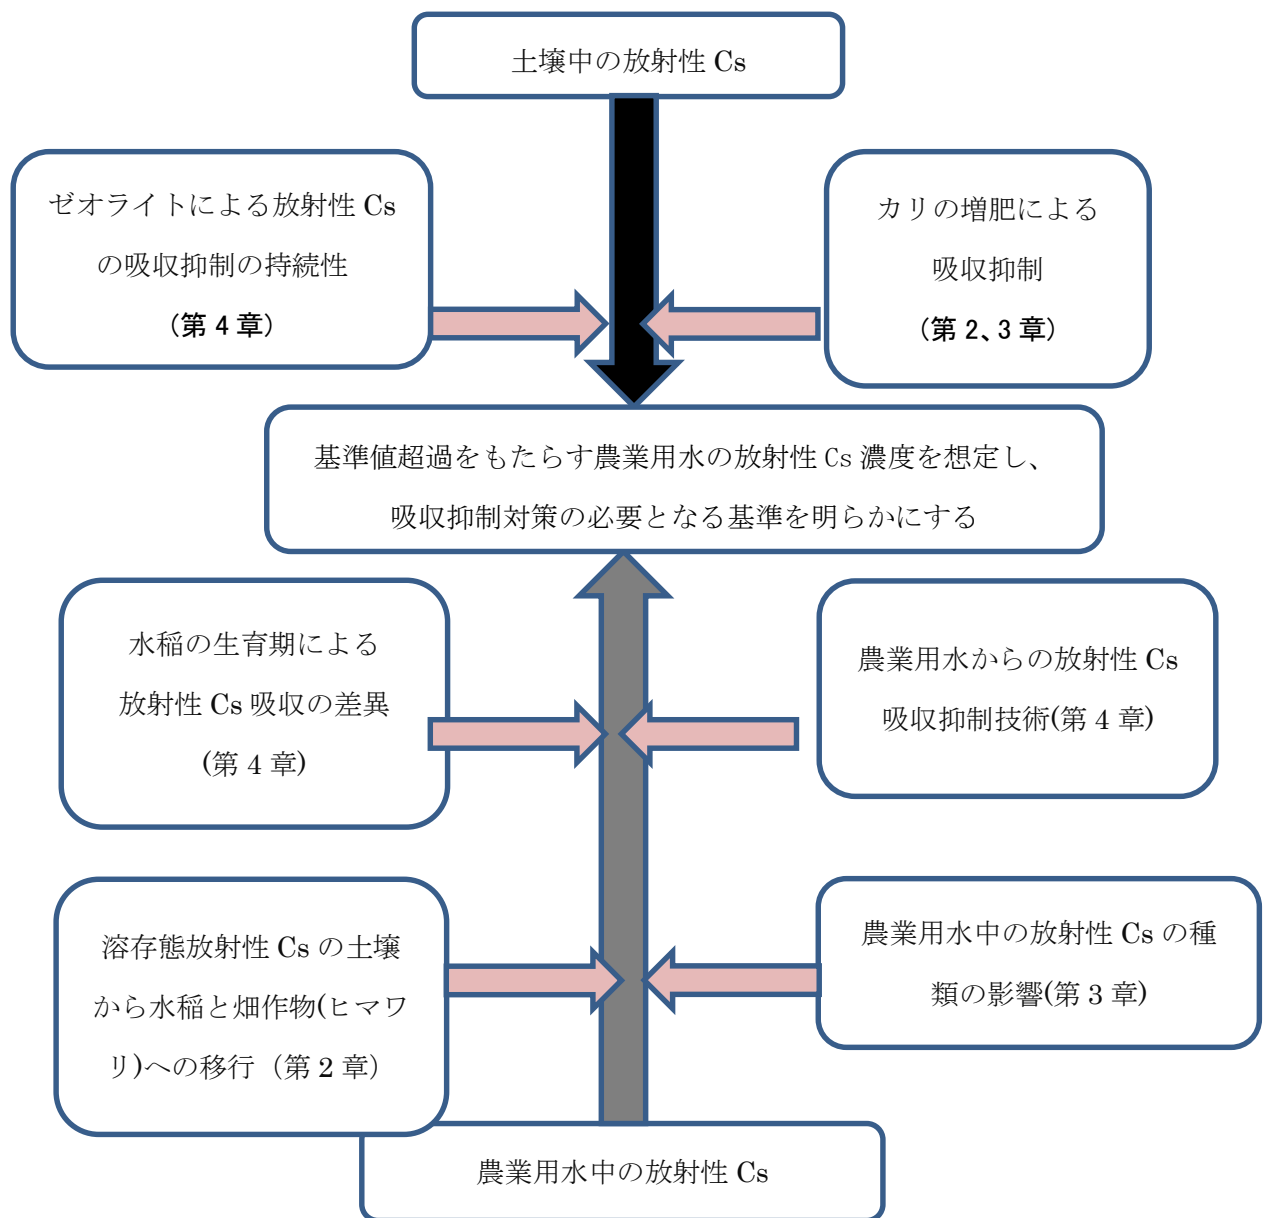 土壌中の放射性 Cs
ゼオライトによる放射性 Cs
の吸収抑制の持続性
(第 4 章)
カリの増肥による
吸収抑制
(第 2、3 章)
基準値超過をもたらす農業用水の放射性 Cs 濃度を想定し、
吸収抑制対策の必要となる基準を明らかにする
水稲の生育期による
放射性 Cs 吸収の差異
(第 4 章)
農業用水からの放射性 Cs
吸収抑制技術(第 4 章)
溶存態放射性 Cs の土壌
から水稲と畑作物(ヒマワ
リ)への移行（第 2 章）
農業用水中の放射性 Cs の種
類の影響(第 3 章)
農業用水中の放射性 Cs